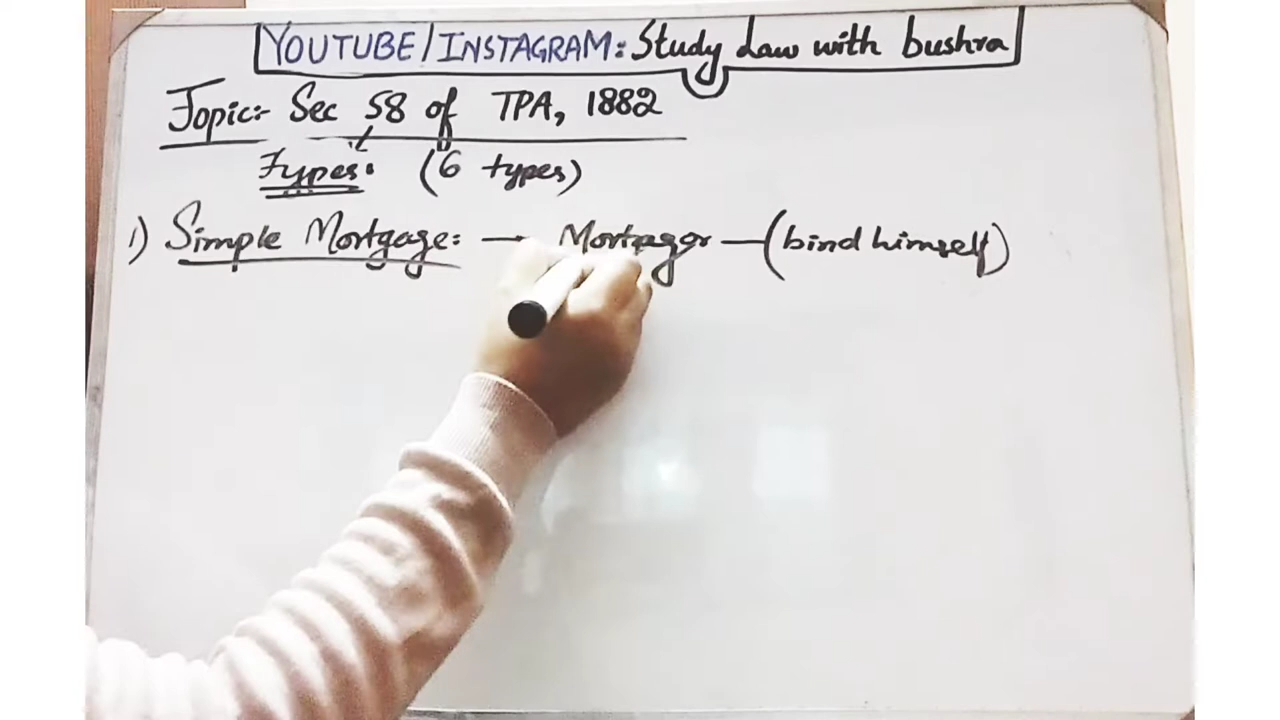 YOUTUBE/INSTAGRAM: Study Law with bushra
Topic:- Sec 58 of TPA, 1882
Types: (6 types)
1) Simple Mortgage: → Mortgagor — (bind himself)